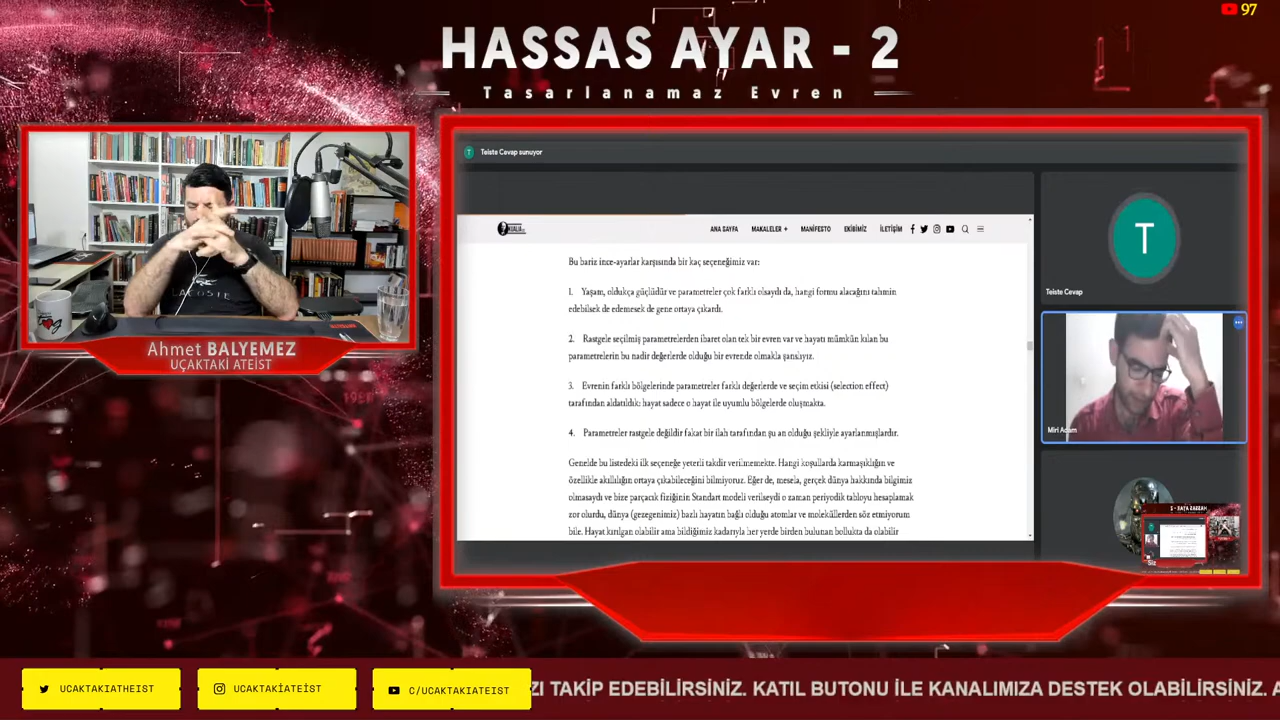 97
HASSAS AYAR - 2
Tasarlanamaz Evren
T Teiste Cevap sunuyor
ANA SAYFA MAKALELER + MANİFESTO EKİBİMİZ İLETİŞİM
Bu bariz ince-ayarlar karşısında bir kaç seçeneğimiz var:
1. Yaşam, oldukça güçlüdür ve parametreler çok farklı olsaydı da, hangi formu alacağını tahmin
edebilsek de edemesek de gene ortaya çıkardı.
2. Rastgele seçilmiş parametrelerden ibaret olan tek bir evren var ve hayatı mümkün kılan bu
parametrelerin bu nadir değerlerde olduğu bir evrende olmakla şanslıyız.
3. Evrenin farklı bölgelerinde parametreler farklı değerlerde ve seçim etkisi (selection effect)
tarafından aldatıldık: hayat sadece o hayat ile uyumlu bölgelerde oluşmakta.
4. Parametreler rastgele değildir fakat bir ilah tarafından şu an olduğu şekliyle ayarlanmışlardır.
Genelde bu listedeki ilk seçeneğe yeterli takdir verilmemekte. Hangi koşullarda karmaşıklığın ve
özellikle akıllılığın ortaya çıkabileceğini bilmiyoruz. Eğer de, mesela, gerçek dünya hakkında bilgimiz
olmasaydı ve bize parçacık fiziğinin Standart modeli verilseydi o zaman periyodik tabloyu hesaplamak
zor olurdu, dünya (gezegenimiz) bazlı hayatın bağlı olduğu atomlar ve moleküllerden söz etmiyorum
bile. Hayat kırılgan olabilir ama bildiğimiz kadarıyla her yerde birden bulunan bollukta da olabilir
T
Teiste Cevap
Miri Adam
LACOSTE
Ahmet BALYEMEZ
UÇAKTAKİ ATEİST
UCAKTAKIATHEIST
UCAKTAKİATEİST
C/UCAKTAKIATEIST
ZI TAKİP EDEBİLİRSİNİZ. KATIL BUTONU İLE KANALIMIZA DESTEK OLABİLİRSİNİZ. A